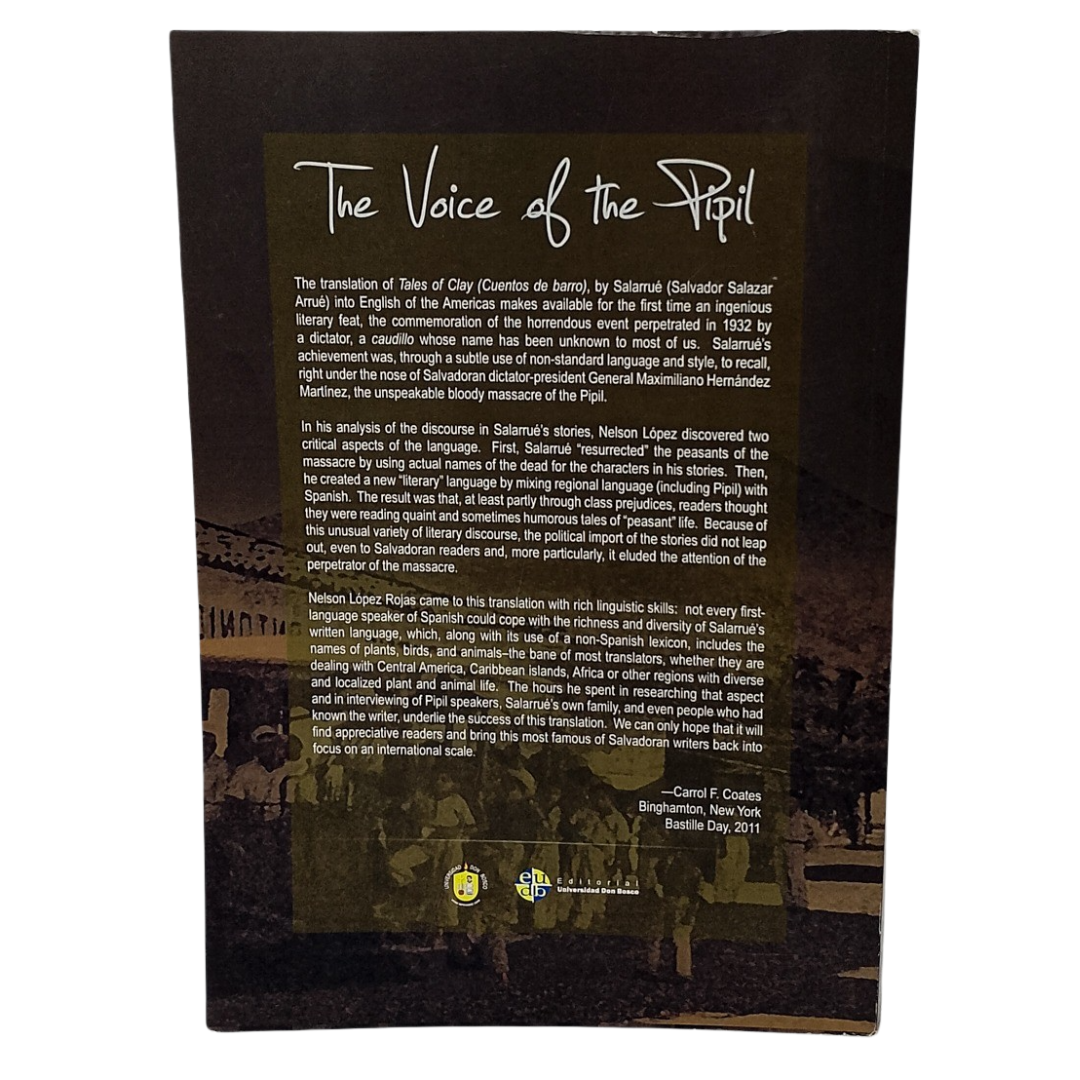 The Voice of the Pipil
The translation of Tales of Clay (Cuentos de barro), by Salarrué (Salvador Salazar
Arrué) into English of the Americas makes available for the first time an ingenious
literary feat, the commemoration of the horrendous event perpetrated in 1932 by
a dictator, a caudillo whose name has been unknown to most of us. Salarrué's
achievement was, through a subtle use of non-standard language and style, to recall,
right under the nose of Salvadoran dictator-president General Maximiliano Hernández
Martínez, the unspeakable bloody massacre of the Pipil.
In his analysis of the discourse in Salarrué's stories, Nelson López discovered two
critical aspects of the language. First, Salarrué "resurrected" the peasants of the
massacre by using actual names of the dead for the characters in his stories. Then,
he created a new "literary" language by mixing regional language (including Pipil) with
Spanish. The result was that, at least partly through class prejudices, readers thought
they were reading quaint and sometimes humorous tales of "peasant" life. Because of
this unusual variety of literary discourse, the political import of the stories did not leap
out, even to Salvadoran readers and, more particularly, it eluded the attention of the
perpetrator of the massacre.
Nelson López Rojas came to this translation with rich linguistic skills: not every first-
language speaker of Spanish could cope with the richness and diversity of Salarrué's
written language, which, along with its use of a non-Spanish lexicon, includes the
names of plants, birds, and animals–the bane of most translators, whether they are
dealing with Central America, Caribbean islands, Africa or other regions with diverse
and localized plant and animal life. The hours he spent in researching that aspect
and in interviewing of Pipil speakers, Salarrué's own family, and even people who had
known the writer, underlie the success of this translation. We can only hope that it will
find appreciative readers and bring this most famous of Salvadoran writers back into
focus on an international scale.
—Carrol F. Coates
Binghamton, New York
Bastille Day, 2011
UNIVERSIDAD DON BOSCO
eu
db
Editorial
Universidad Don Bosco